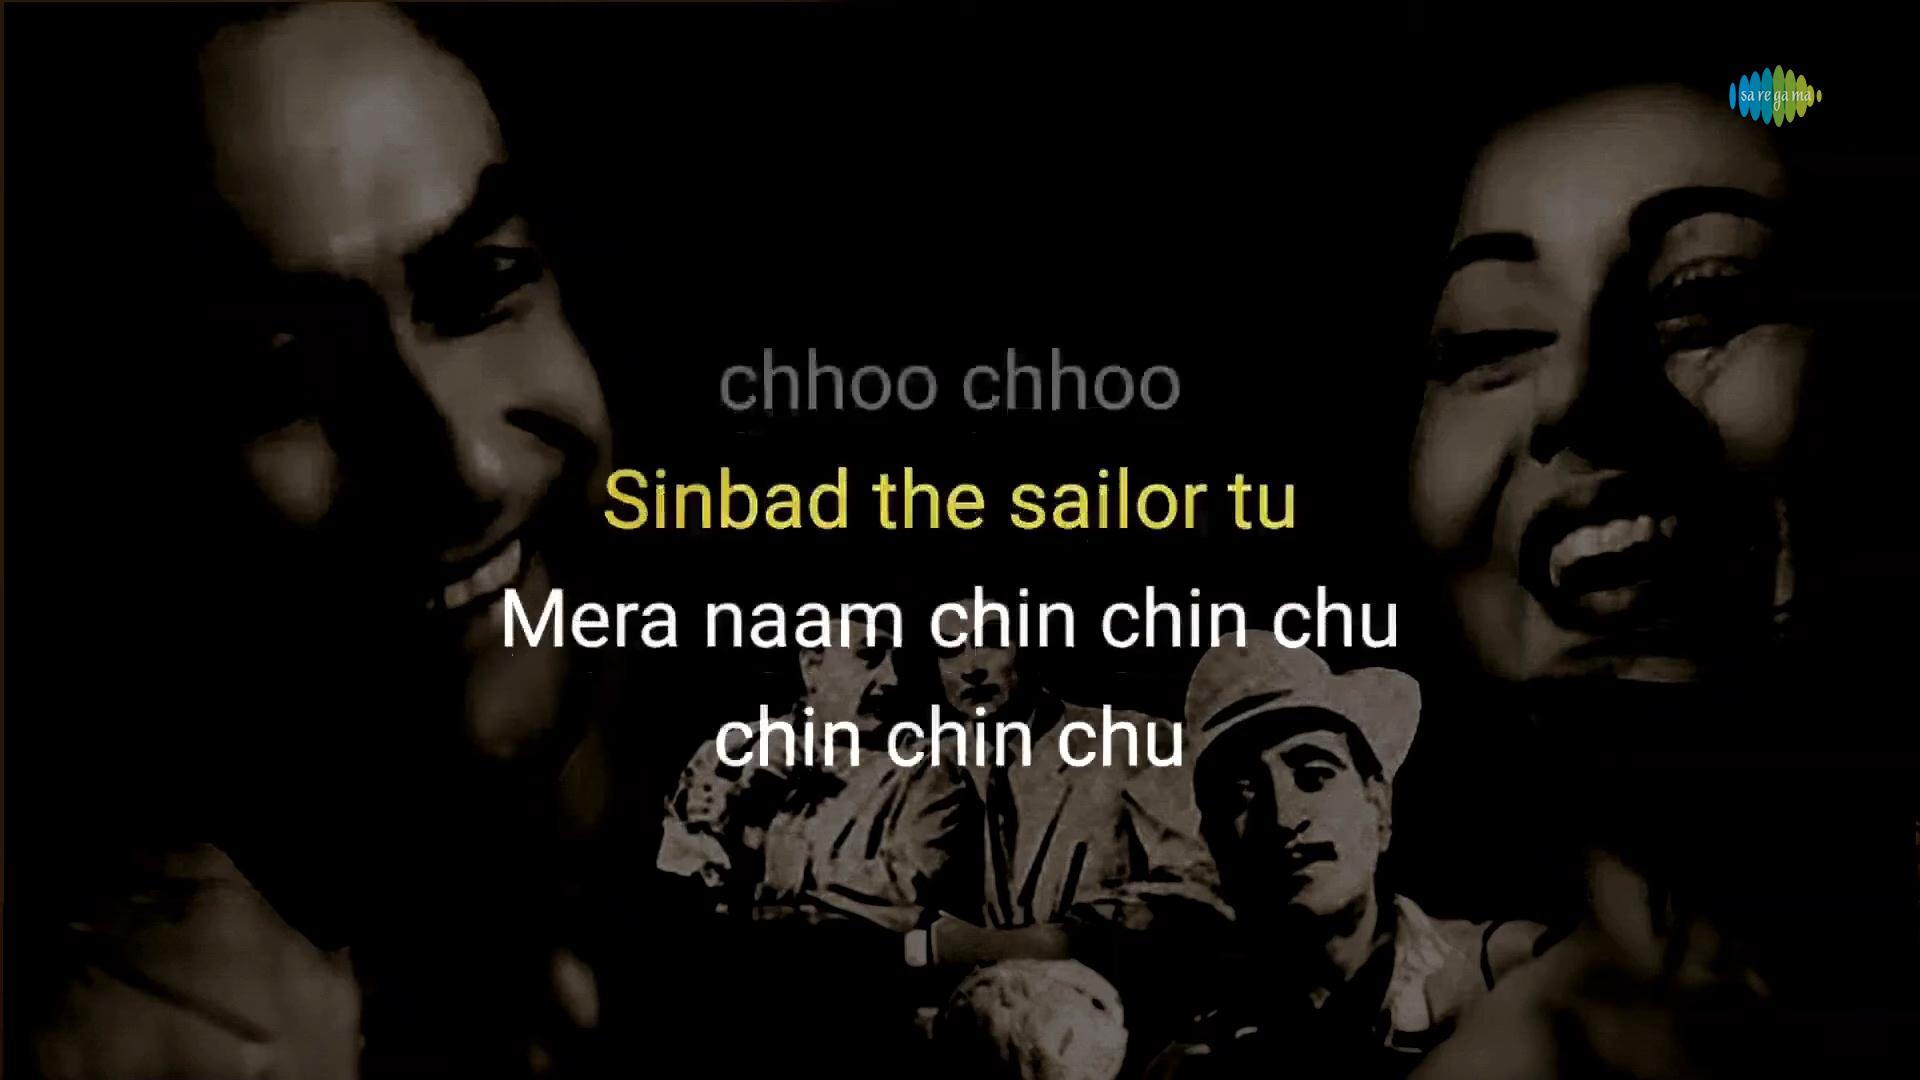 sa re ga ma
chhoo chhoo
Sinbad the sailor tu
Mera naam chin chin chu
chin chin chu